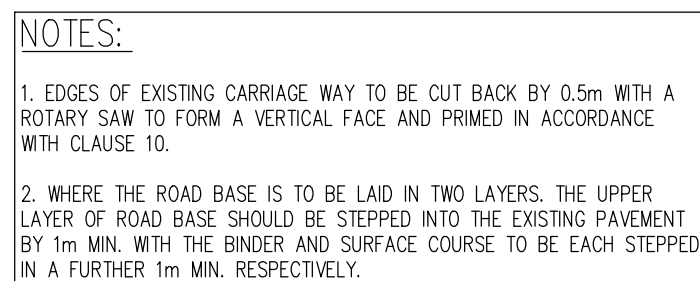 NOTES:
1. EDGES OF EXISTING CARRIAGE WAY TO BE CUT BACK BY 0.5m WITH A
ROTARY SAW TO FORM A VERTICAL FACE AND PRIMED IN ACCORDANCE
WITH CLAUSE 10.
2. WHERE THE ROAD BASE IS TO BE LAID IN TWO LAYERS. THE UPPER
LAYER OF ROAD BASE SHOULD BE STEPPED INTO THE EXISTING PAVEMENT
BY 1m MIN. WITH THE BINDER AND SURFACE COURSE TO BE EACH STEPPED
IN A FURTHER 1m MIN. RESPECTIVELY.